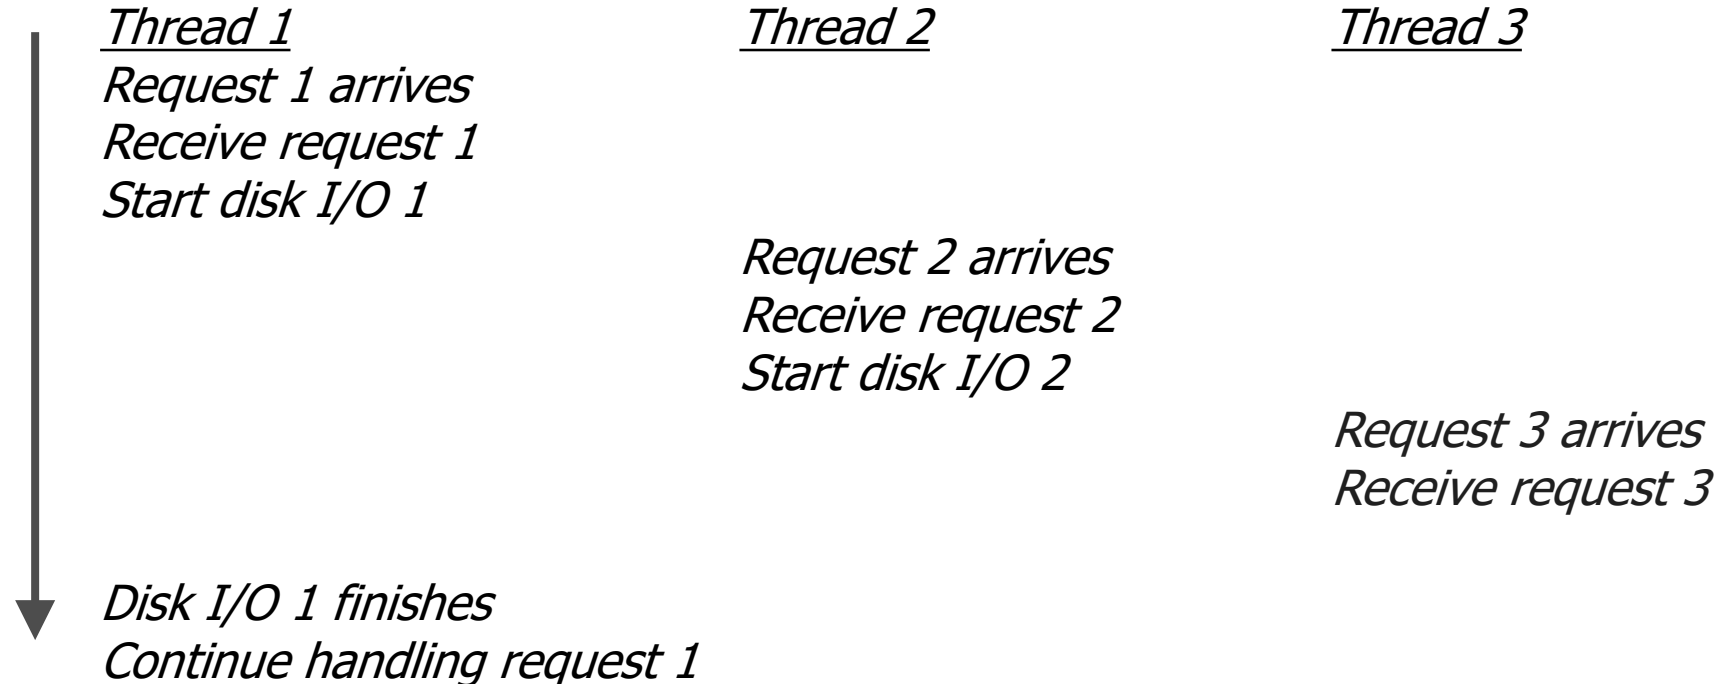 Thread 1
Thread 2
Thread 3
Request 1 arrives
Receive request 1
Start disk I/O 1
Request 2 arrives
Receive request 2
Start disk I/O 2
Request 3 arrives
Receive request 3
Disk I/O 1 finishes
Continue handling request 1